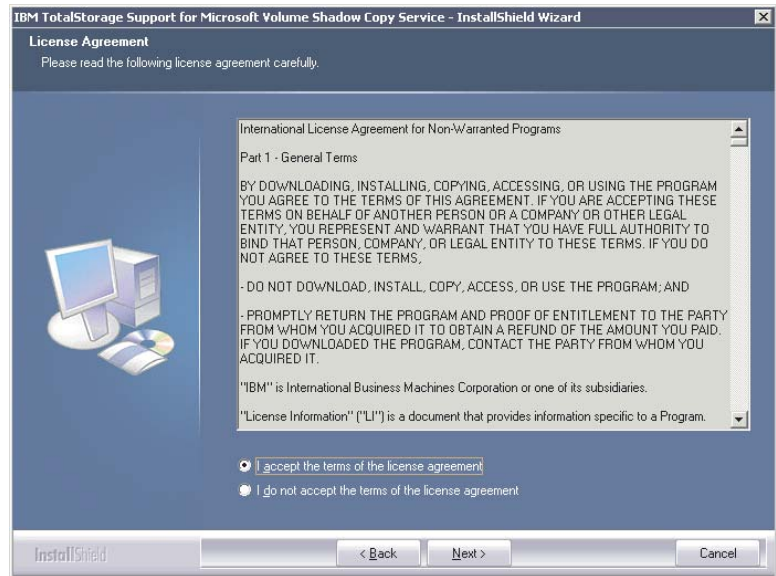 IBM TotalStorage Support for Microsoft Volume Shadow Copy Service - InstallShield Wizard
License Agreement
Please read the following license agreement carefully.
International License Agreement for Non-Warranted Programs
Part 1 - General Terms
BY DOWNLOADING, INSTALLING, COPYING, ACCESSING, OR USING THE PROGRAM
YOU AGREE TO THE TERMS OF THIS AGREEMENT. IF YOU ARE ACCEPTING THESE
TERMS ON BEHALF OF ANOTHER PERSON OR A COMPANY OR OTHER LEGAL
ENTITY, YOU REPRESENT AND WARRANT THAT YOU HAVE FULL AUTHORITY TO
BIND THAT PERSON, COMPANY, OR LEGAL ENTITY TO THESE TERMS. IF YOU DO
NOT AGREE TO THESE TERMS,
- DO NOT DOWNLOAD, INSTALL, COPY, ACCESS, OR USE THE PROGRAM; AND
- PROMPTLY RETURN THE PROGRAM AND PROOF OF ENTITLEMENT TO THE PARTY
FROM WHOM YOU ACQUIRED IT TO OBTAIN A REFUND OF THE AMOUNT YOU PAID.
IF YOU DOWNLOADED THE PROGRAM, CONTACT THE PARTY FROM WHOM YOU
ACQUIRED IT.
"IBM" is International Business Machines Corporation or one of its subsidiaries.
"License Information" ("LI") is a document that provides information specific to a Program.
I accept the terms of the license agreement
I do not accept the terms of the license agreement
InstallShield
< Back
Next >
Cancel